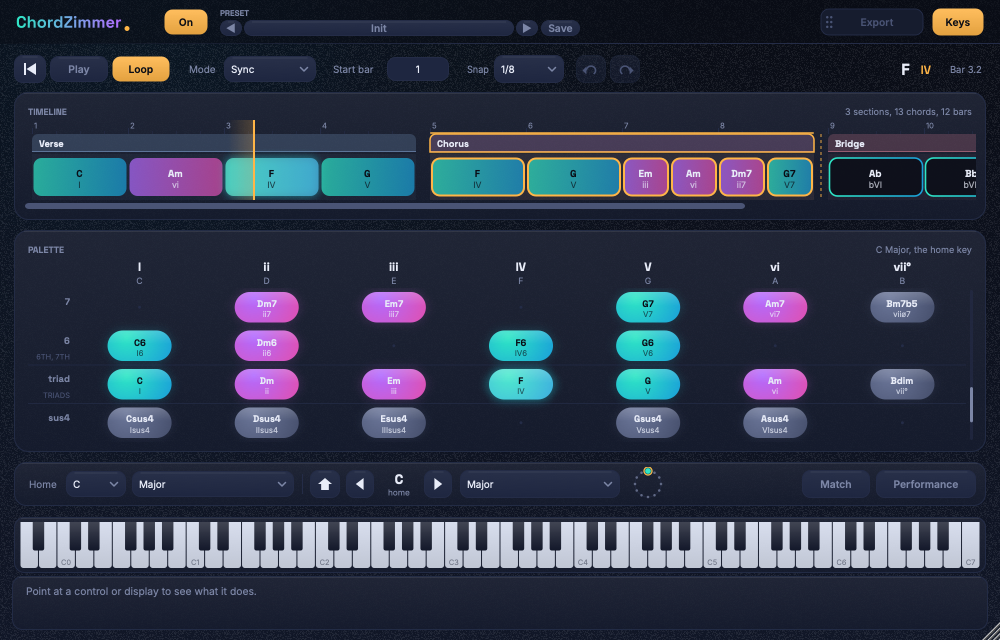 ChordZimmer.
On
PRESET
Init
Save
Export
Keys
Play
Loop
Mode
Sync
Start bar
1
Snap
1/8
F IV Bar 3.2
TIMELINE
3 sections, 13 chords, 12 bars
1 2 3 4 5 6 7 8 9 10
Verse Chorus Bridge
C Am F G F G Em Am Dm7 G7 Ab Bb
I vi IV V IV V iii vi ii7 V7 bVI
PALETTE
C Major, the home key
I ii iii IV V vi vii°
C D E F G A B
7 Dm7 Em7 G7 Am7 Bm7b5
ii7 iii7 V7 vi7 viiø7
6 C6 Dm6 F6 G6
6TH, 7TH I6 ii6 IV6 V6
triad C Dm Em F G Am Bdim
TRIADS I ii iii IV V vi vii°
sus4 Csus4 Dsus4 Esus4 Gsus4 Asus4
Isus4 IIsus4 IIIsus4 Vsus4 VIsus4
Home C Major C Major Match Performance
home
C0 C1 C2 C3 C4 C5 C6 C7
Point at a control or display to see what it does.